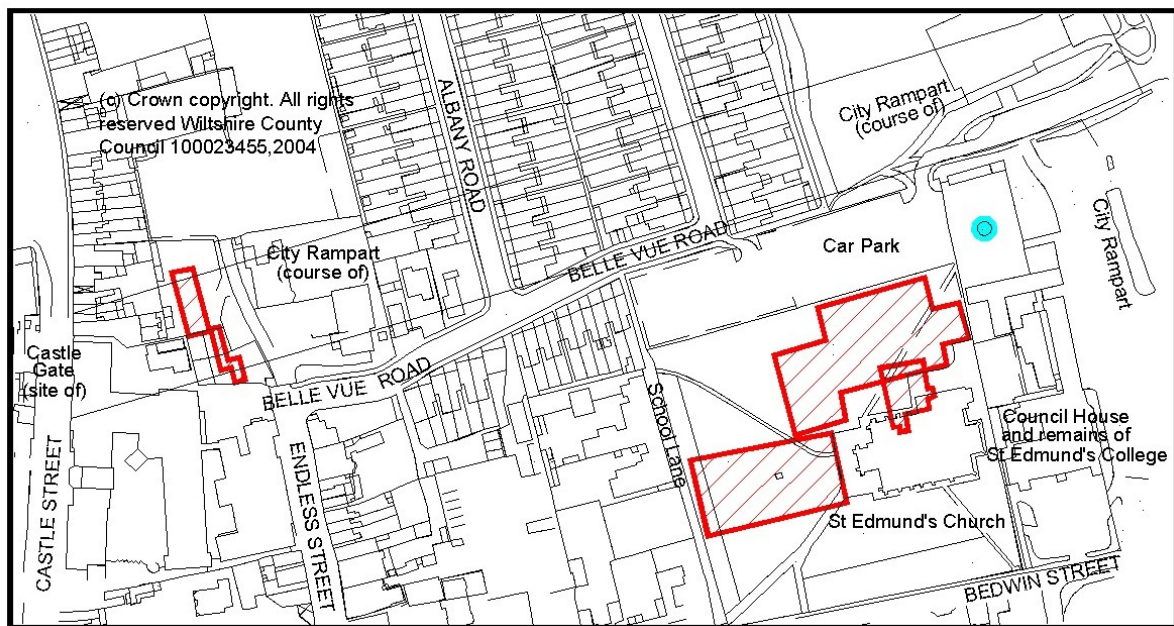 (c) Crown copyright. All rights
reserved Wiltshire County
Council 100023455,2004
ALBANY ROAD
City Rampart
(course of)
City Rampart
(course of)
BELLE VUE ROAD
Car Park
City Rampart
Castle
Gate
(site of)
BELLE VUE ROAD
School Lane
Council House
and remains of
St Edmund's College
CASTLE STREET
ENDLESS STREET
St Edmund's Church
BEDWIN STREET